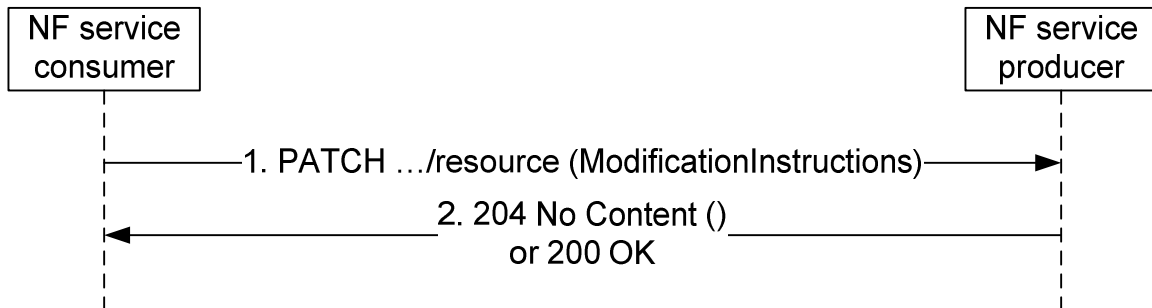 NF service
consumer
NF service
producer
1. PATCH …/resource (ModificationInstructions)
2. 204 No Content ()
or 200 OK